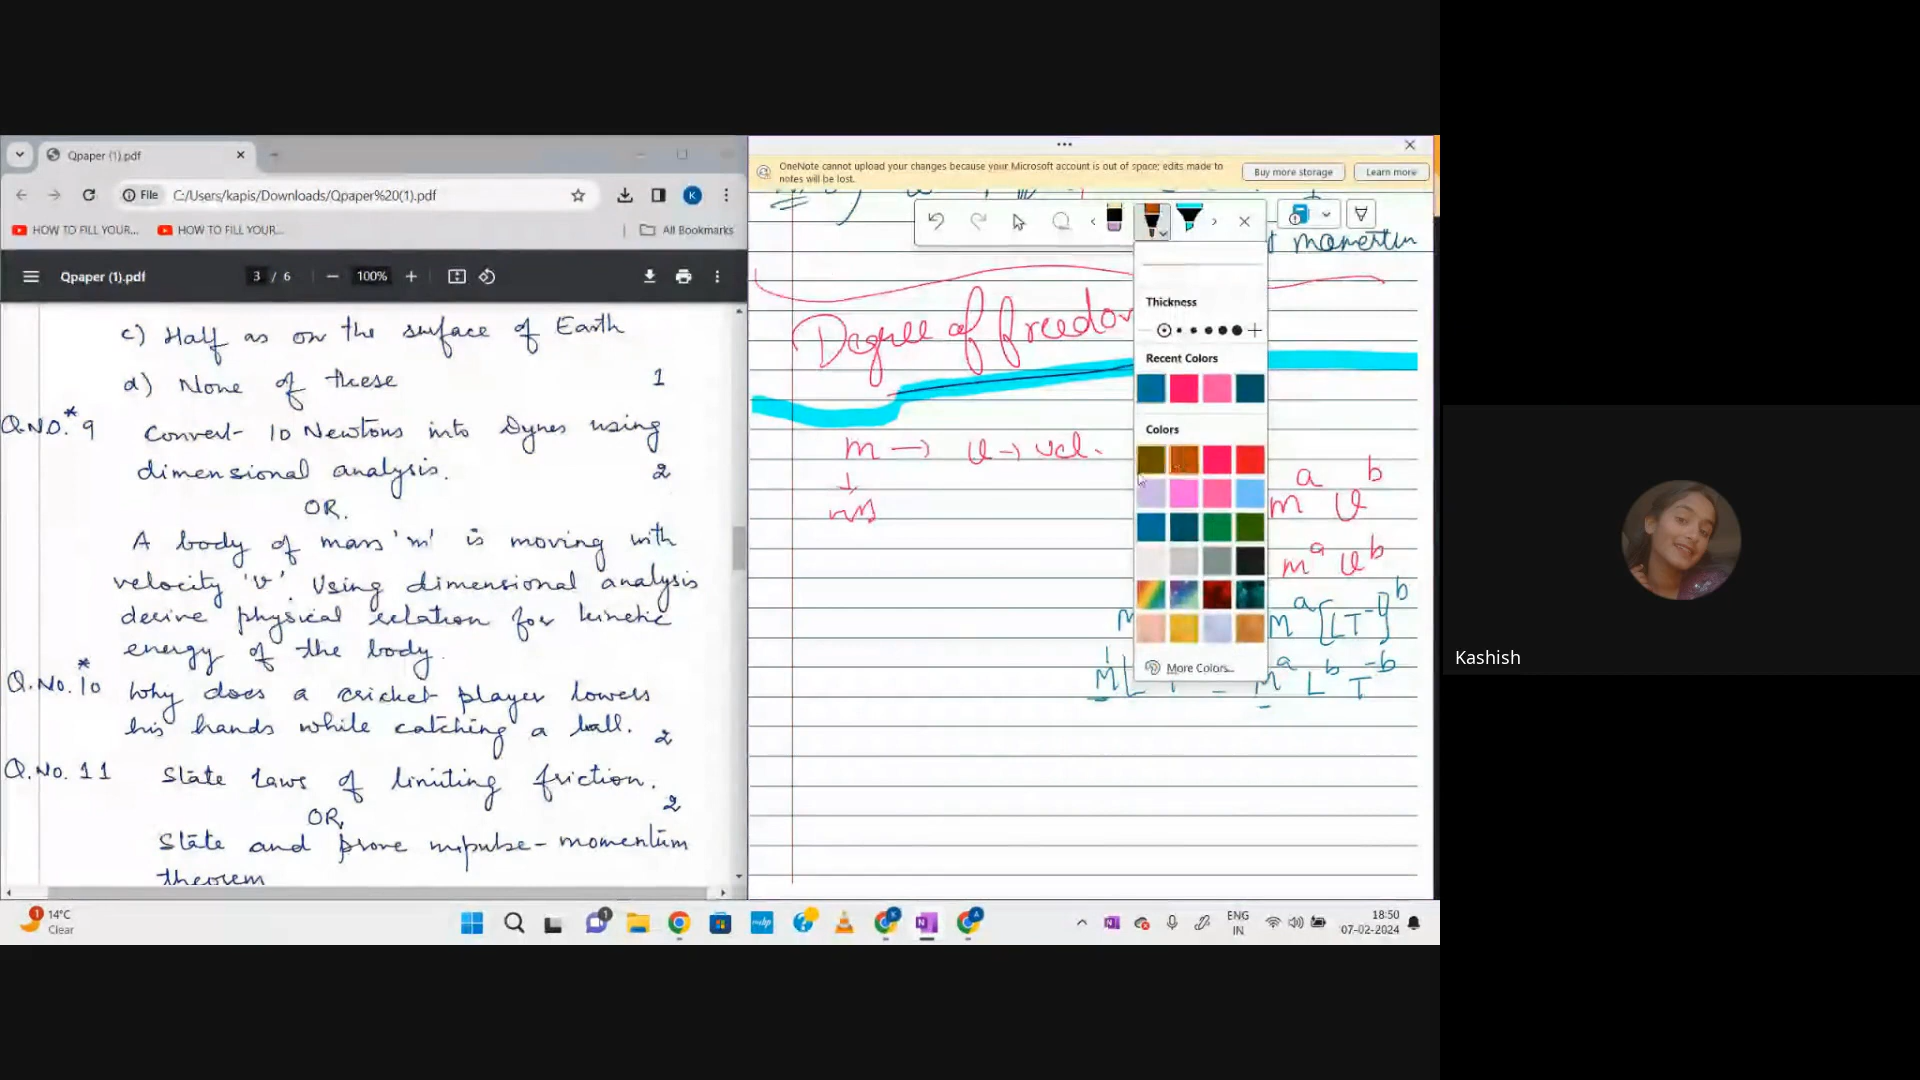 Qpaper (1).pdf
File C:/Users/kapis/Downloads/Qpaper%20(1).pdf
K
HOW TO FILL YOUR... HOW TO FILL YOUR... All Bookmarks
Qpaper (1).pdf 3 / 6 100%
c) Half as on the surface of Earth
d) None of these 1
Q.NO.*9 Convert 10 Newtons into Dynes using
dimensional analysis. 2
OR.
A body of mass 'm' is moving with
velocity 'v'. Using dimensional analysis
derive physical relation for kinetic
energy of the body.
Q.No.*10 Why does a cricket player lowers
his hands while catching a ball. 2
Q.No. 11 State laws of limiting friction.
2
OR,
State and prove impulse-momentum
theorem
OneNote cannot upload your changes because your Microsoft account is out of space; edits made to
notes will be lost.
Buy more storage Learn more
momentum
Degree of freedom
m → v → vel.
↓
Thickness
Recent Colors
Colors
More Colors...
m^a v^b
m^a v^b
M^a [LT^-1]^b
M^a L^b T^-b
14°C
Clear
ENG
IN
18:50
07-02-2024
Kashish